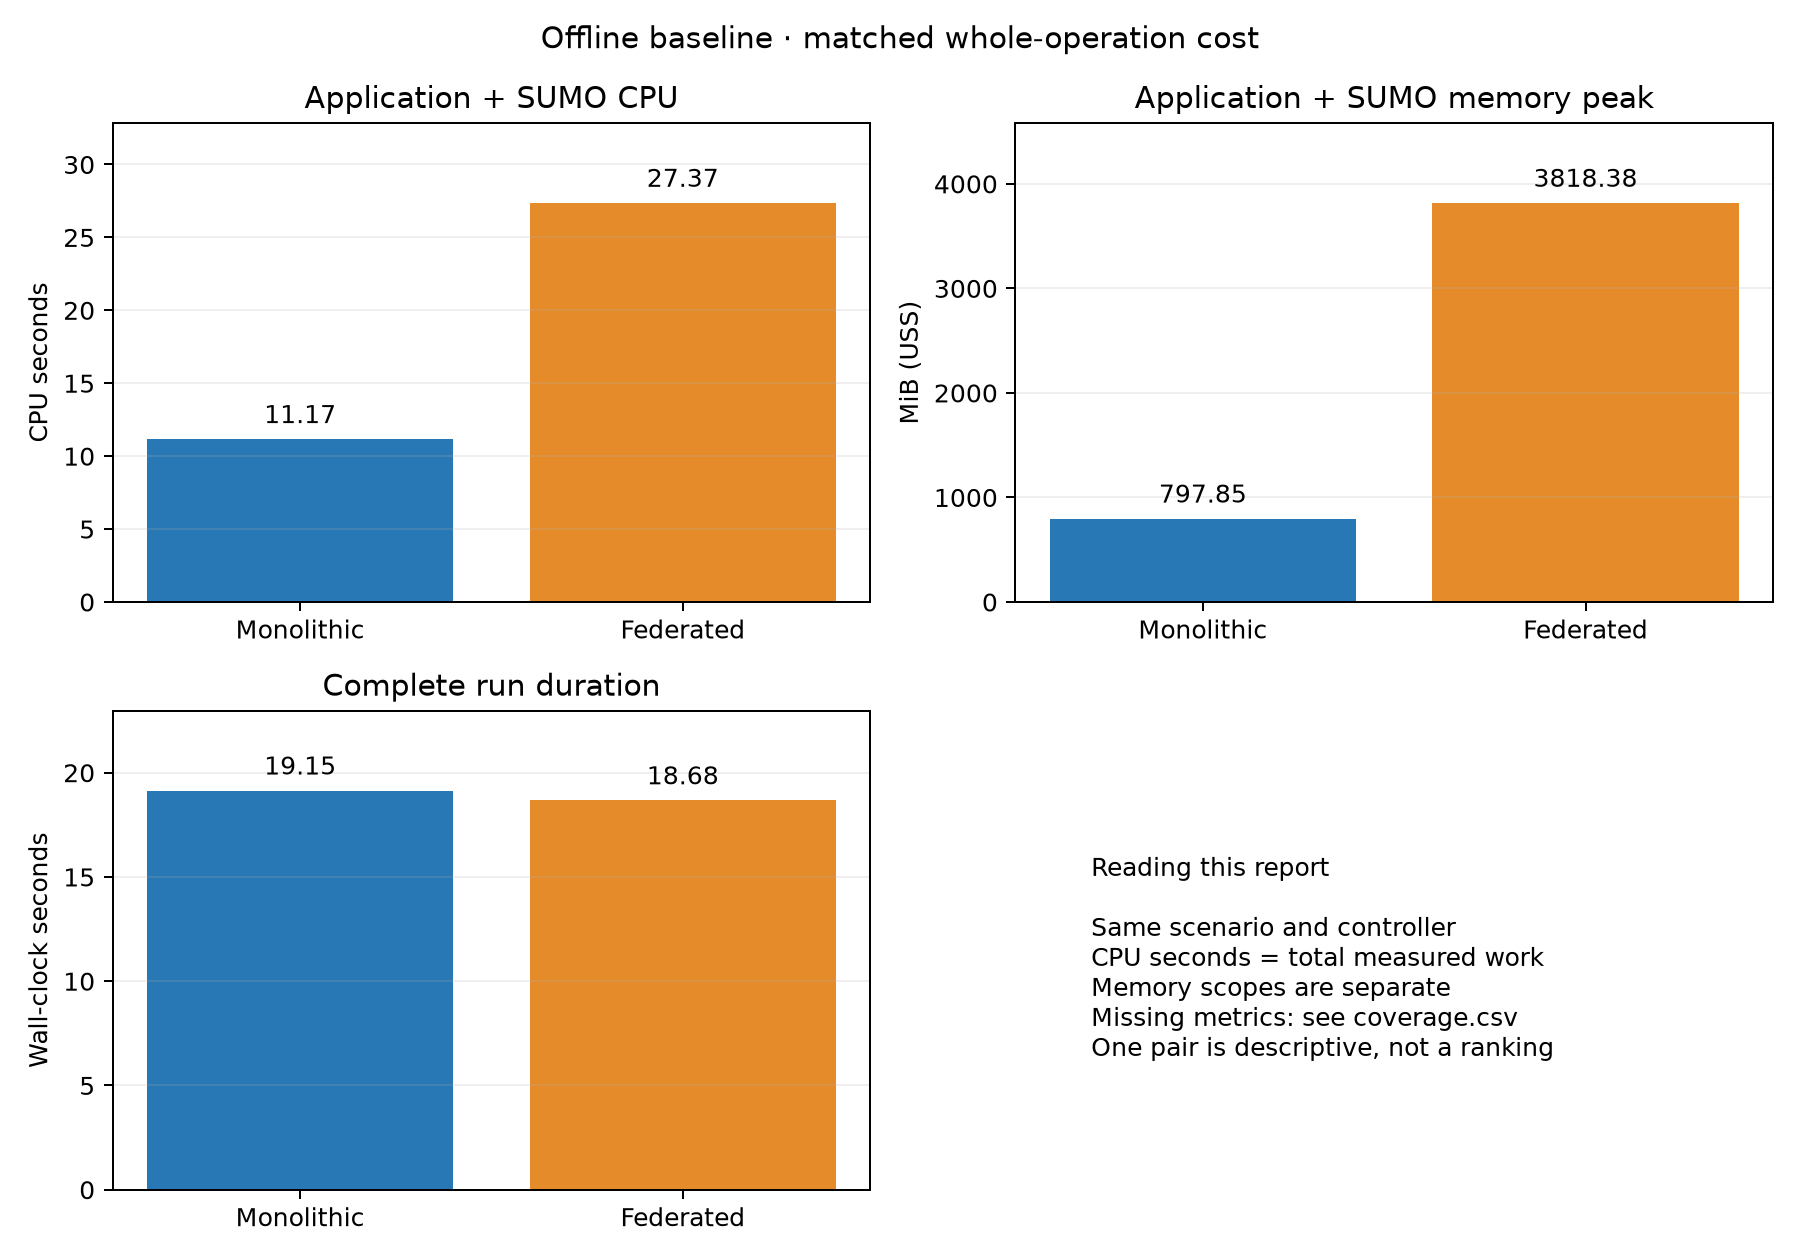 Offline baseline · matched whole-operation cost
Application + SUMO CPU
CPU seconds
30
25
20
15
10
5
0
11.17
27.37
Monolithic
Federated
Application + SUMO memory peak
MiB (USS)
4000
3000
2000
1000
0
797.85
3818.38
Monolithic
Federated
Complete run duration
Wall-clock seconds
20
15
10
5
0
19.15
18.68
Monolithic
Federated
Reading this report
Same scenario and controller
CPU seconds = total measured work
Memory scopes are separate
Missing metrics: see coverage.csv
One pair is descriptive, not a ranking